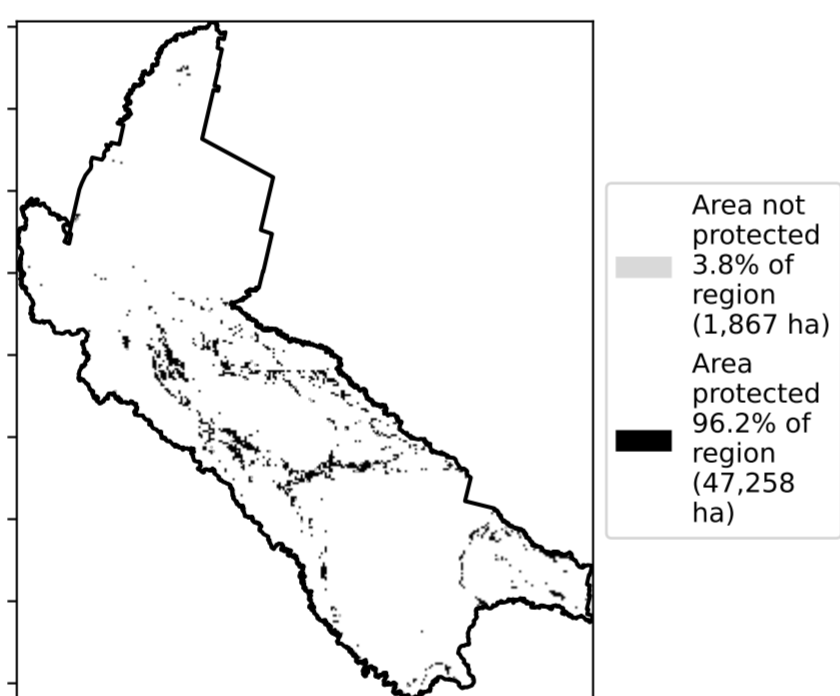 Area not
protected
3.8% of
region
(1,867 ha)
Area
protected
96.2% of
region
(47,258
ha)